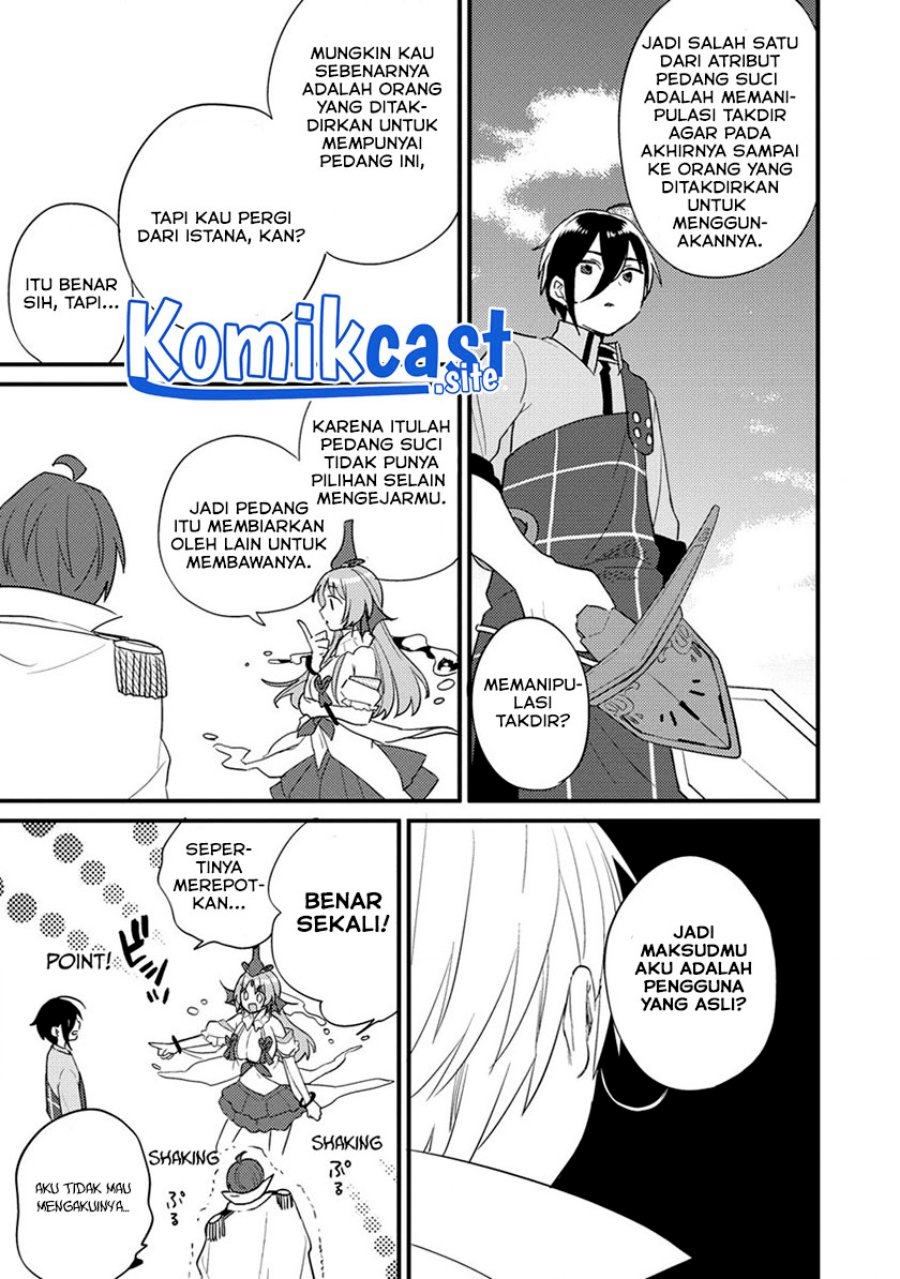 JADI SALAH SATU
DARI ATRIBUT
PEDANG SUCI
ADALAH MEMANI-
PULASI TAKDIR
AGAR PADA
AKHIRNYA SAMPAI
KE ORANG YANG
DITAKDIRKAN
UNTUK
MENGGUN-
AKANNYA.
MEMANIPU-
LASI
TAKDIR?
MUNGKIN KAU
SEBENARNYA
ADALAH ORANG
YANG DITAK-
DIRKAN UNTUK
MEMPUNYAI
PEDANG INI,
TAPI KAU PERGI
DARI ISTANA, KAN?
ITU BENAR
SIH, TAPI...
Komikcast
.site
KARENA ITULAH
PEDANG SUCI
TIDAK PUNYA
PILIHAN SELAIN
MENGEJARMU.
JADI PEDANG
ITU MEMBIARKAN
OLEH LAIN UNTUK
MEMBAWANYA.
JADI
MAKSUDMU
AKU ADALAH
PENGGUNA
YANG ASLI?
BENAR
SEKALI!
SEPER-
TINYA
MEREPOT-
KAN...
POINT!
SHAKING
ぷる
SHAKING
ぷる
AKU TIDAK MAU
MENGAKUINYA...